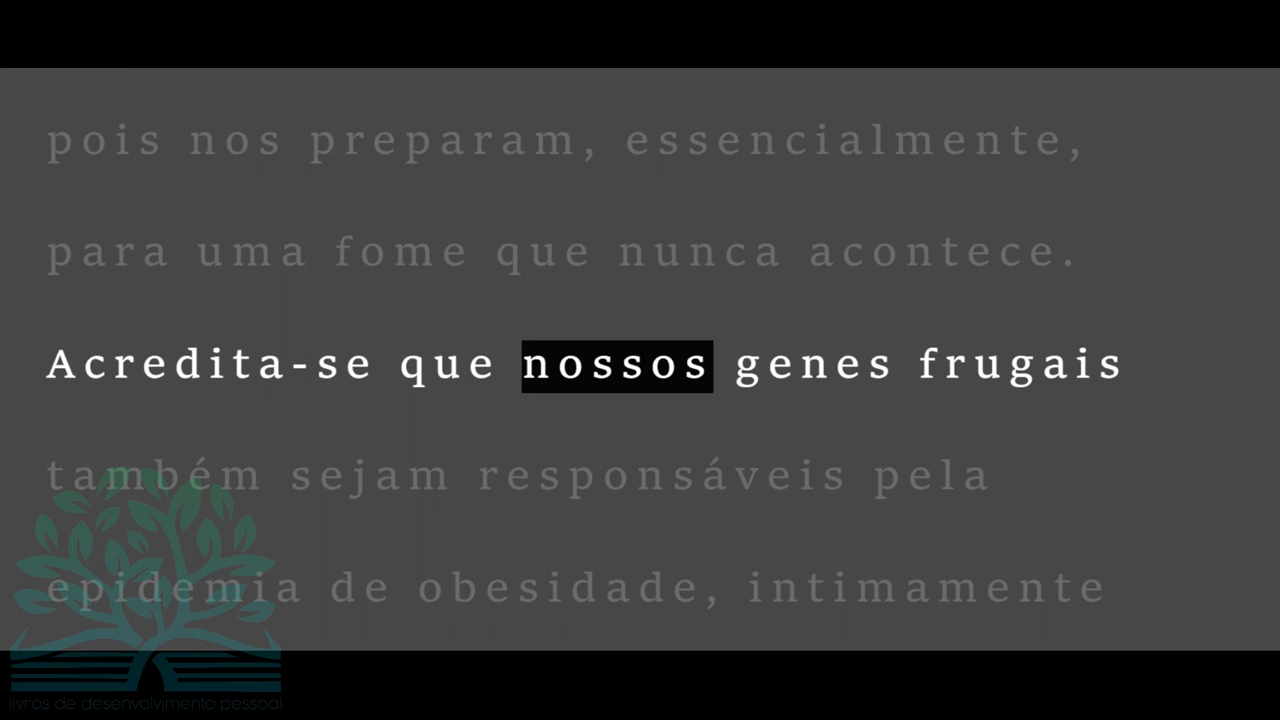 pois nos preparam, essencialmente,
para uma fome que nunca acontece.
Acredita-se que nossos genes frugais
também sejam responsáveis pela
epidemia de obesidade, intimamente
livros de desenvolvimento pessoal